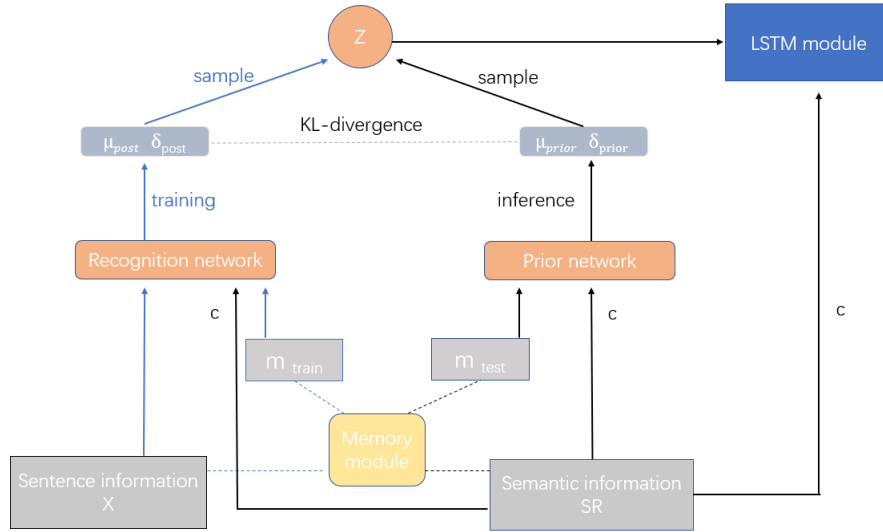 Z
LSTM module
sample
sample
KL-divergence
μpost δpost
μprior δprior
training
inference
Recognition network
Prior network
c
c
c
m train
m test
Memory
module
Sentence information
X
Semantic information
SR